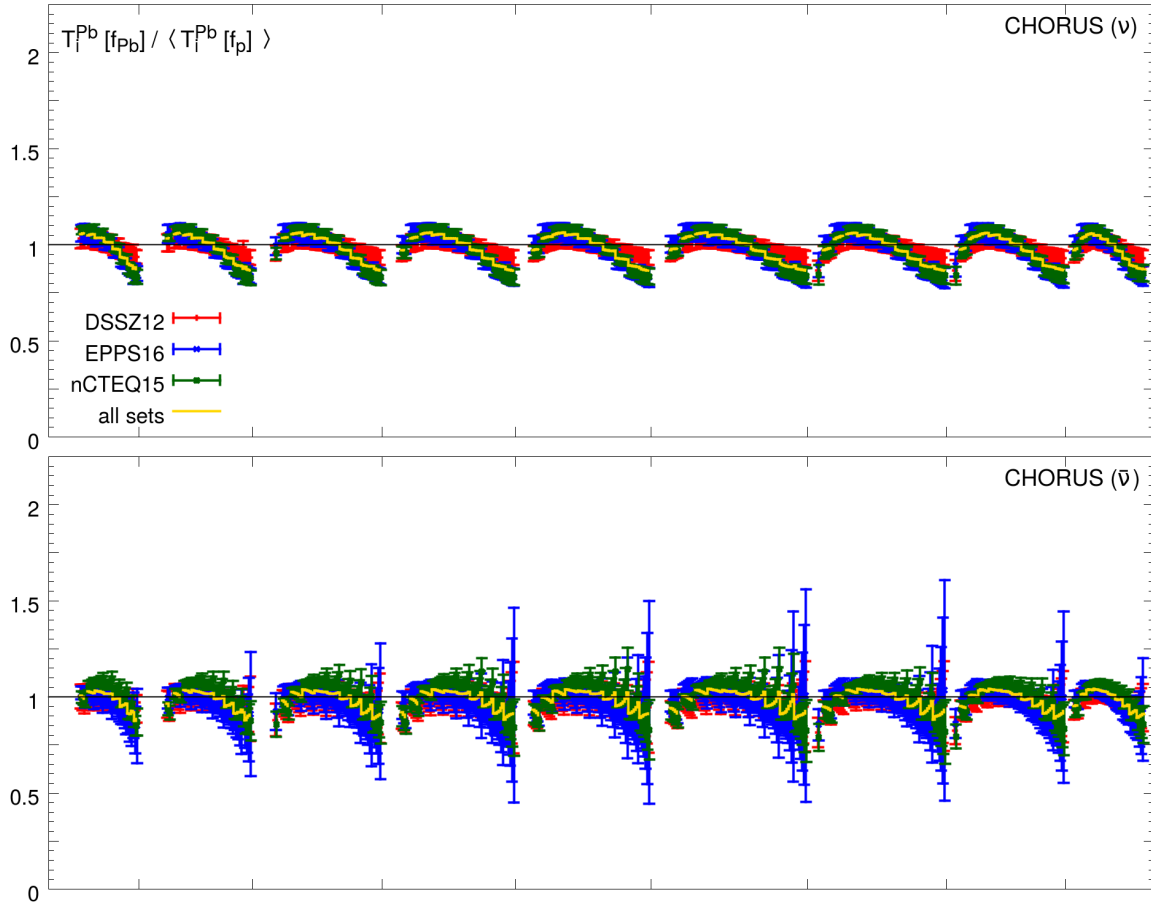 T_i^Pb [f_Pb] / ⟨ T_i^Pb [f_p] ⟩
CHORUS (ν)
2
1.5
1
0.5
0
DSSZ12
EPPS16
nCTEQ15
all sets
CHORUS (ν̄)
2
1.5
1
0.5
0